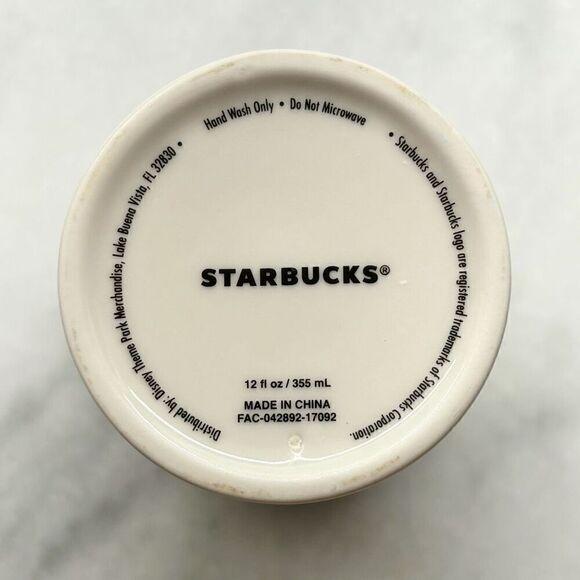 Hand Wash Only • Do Not Microwave
• Starbucks and Starbucks logo are registered trademarks of Starbucks Corporation.
Distributed by: Disney Theme Park Merchandise, Lake Buena Vista, FL 32830 •
STARBUCKS®
12 fl oz / 355 mL
MADE IN CHINA
FAC-042892-17092